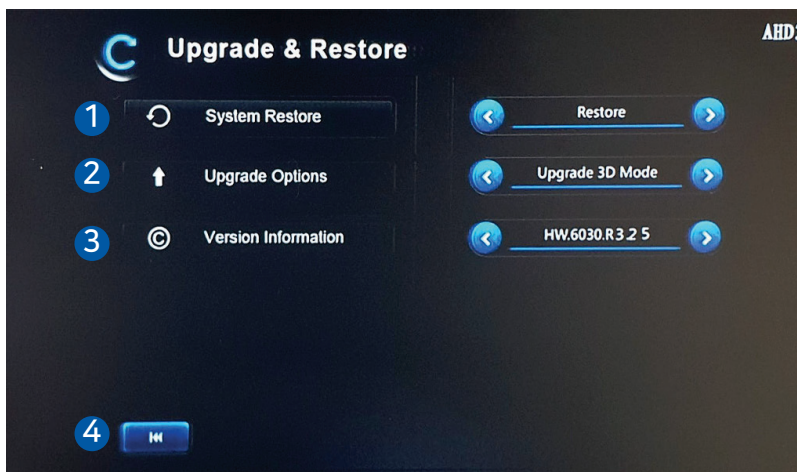 Upgrade & Restore
AHD
1 System Restore Restore
2 Upgrade Options Upgrade 3D Mode
3 © Version Information HW.6030.R3.2 5
4